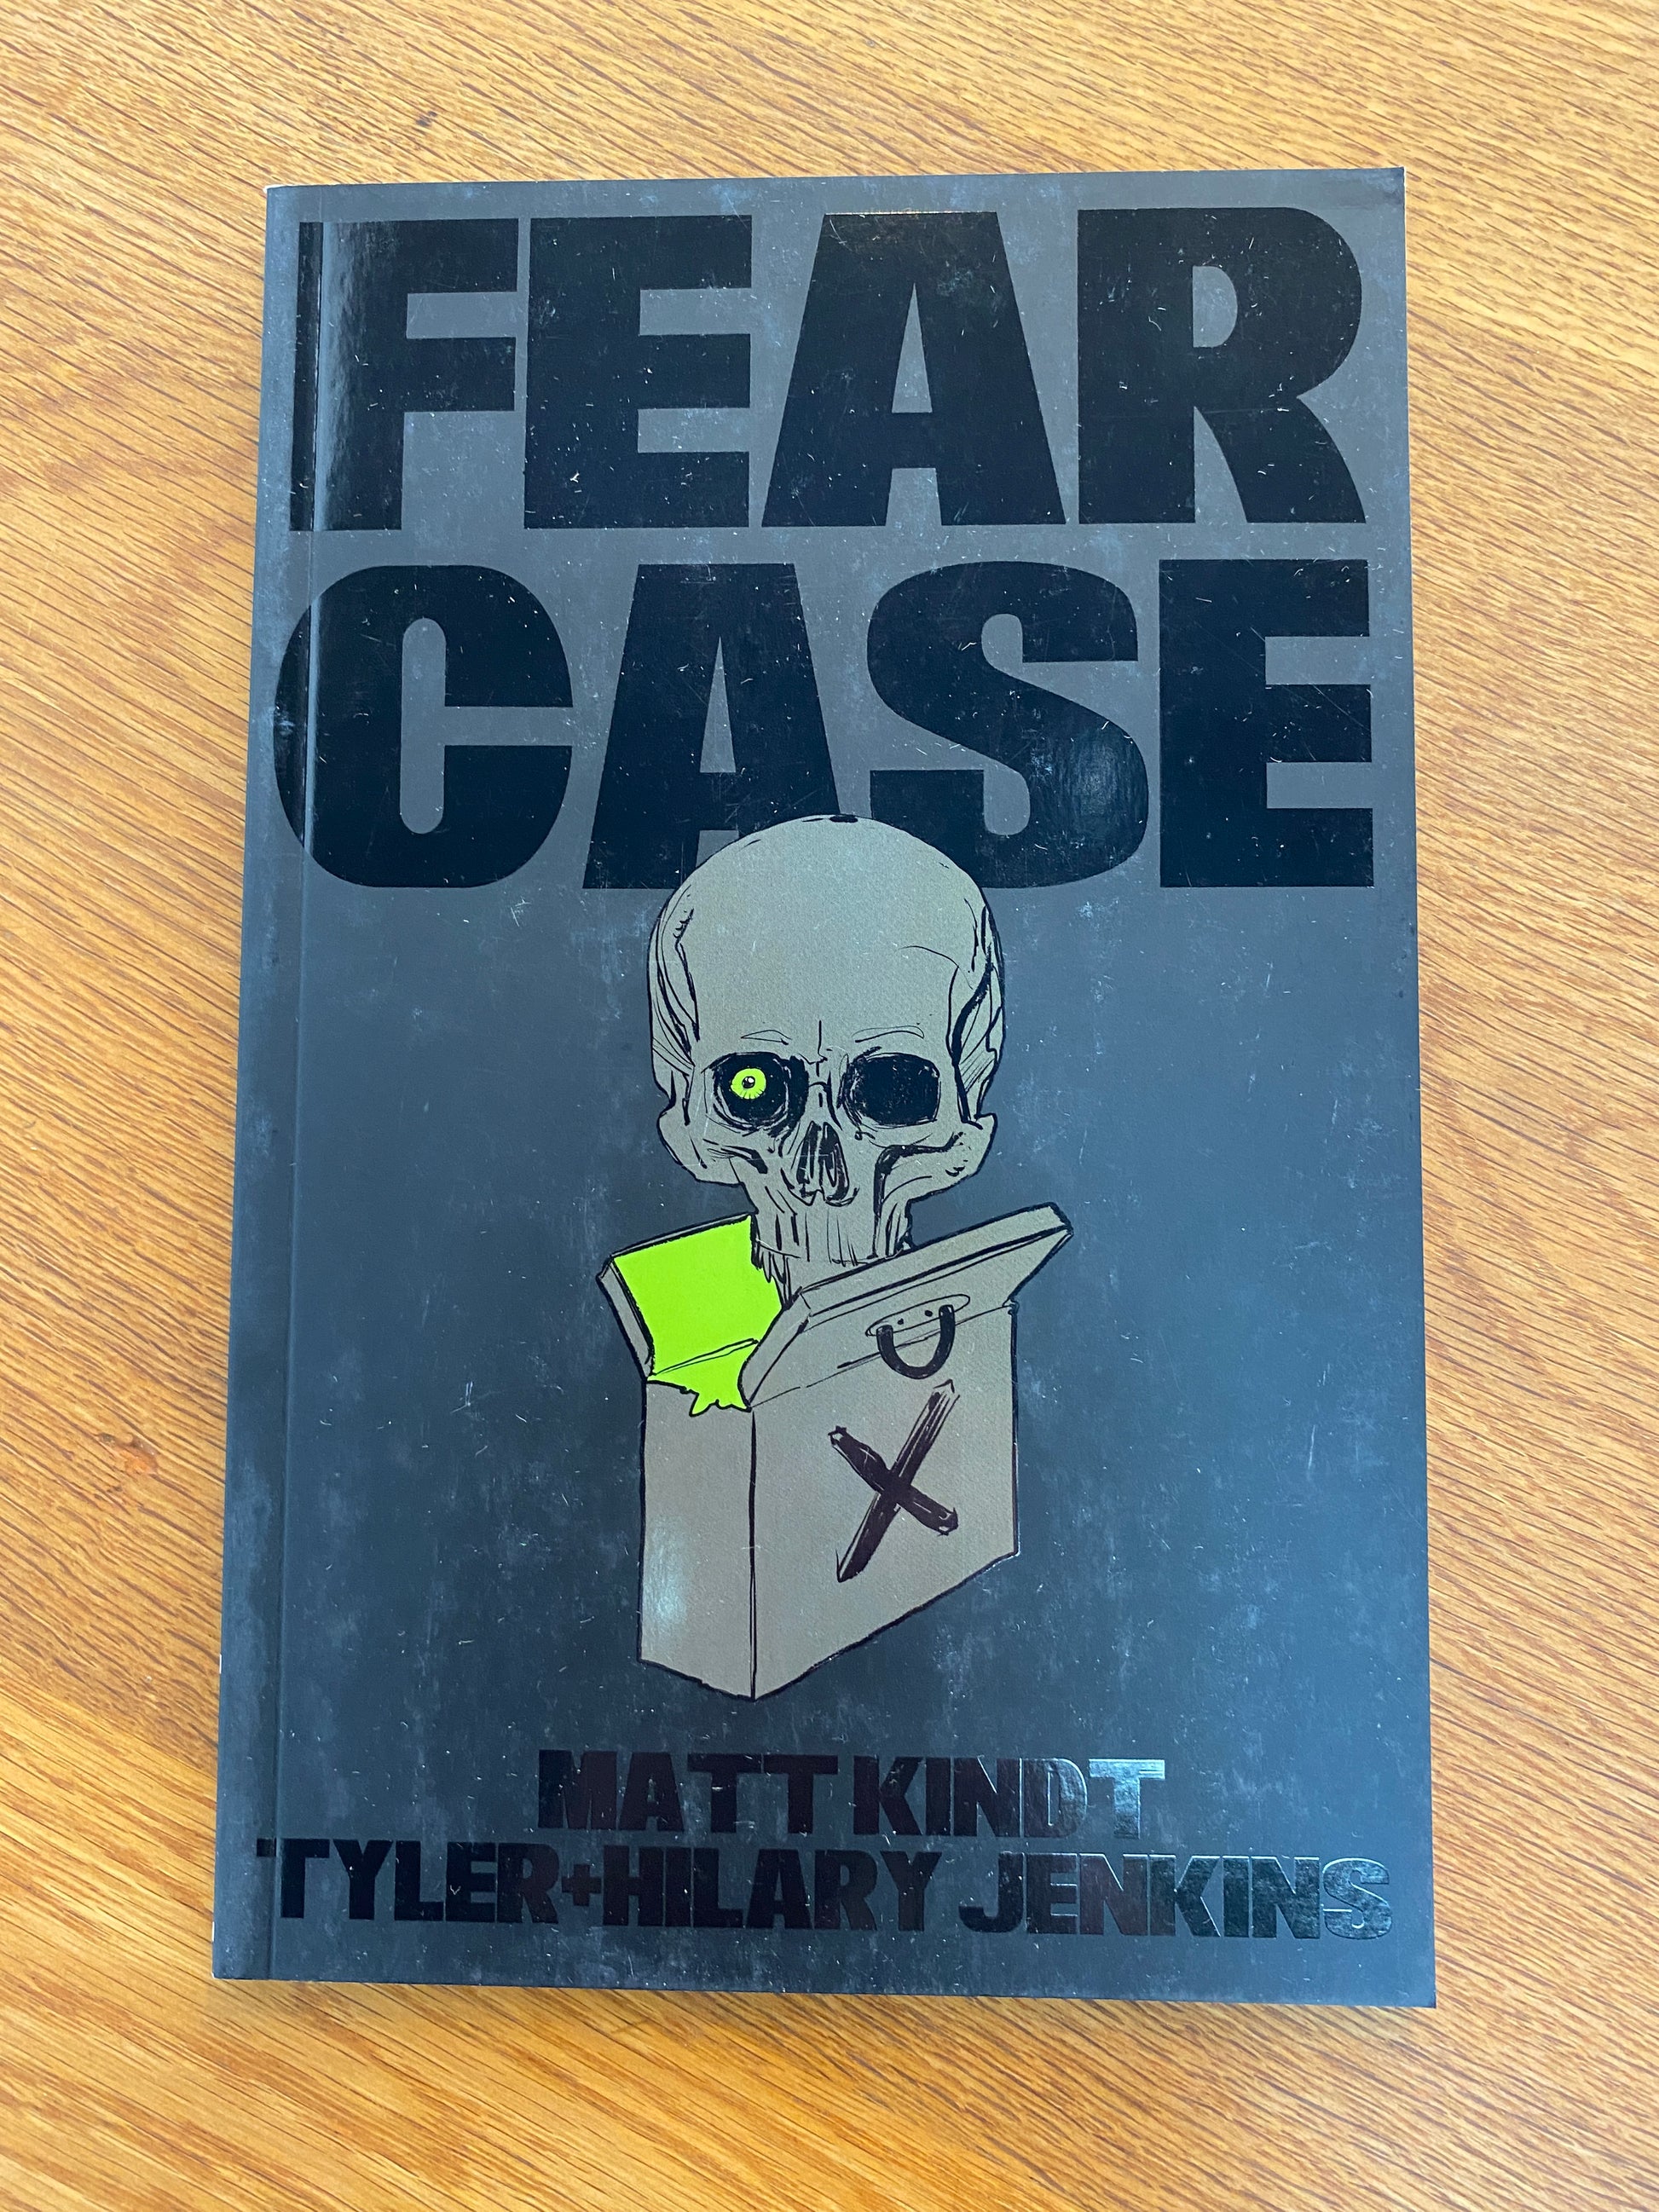 FEAR
CASE
X
MATT KINDT
TYLER+HILARY JENKINS